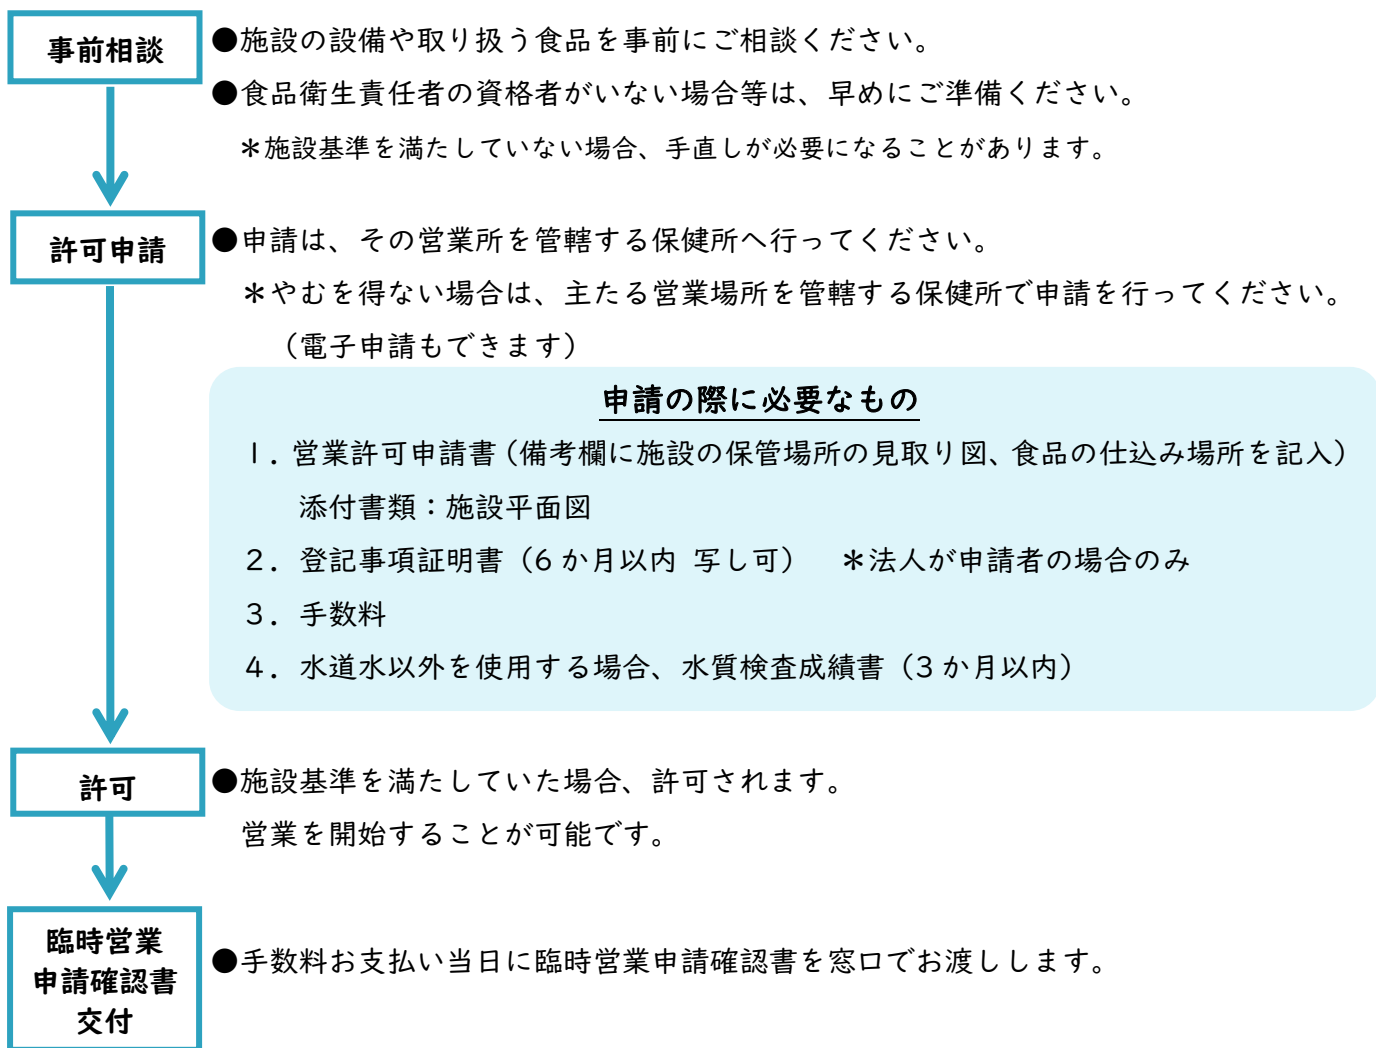 事前相談
●施設の設備や取り扱う食品を事前にご相談ください。
●食品衛生責任者の資格者がいない場合等は、早めにご準備ください。
＊施設基準を満たしていない場合、手直しが必要になることがあります。
許可申請
●申請は、その営業所を管轄する保健所へ行ってください。
＊やむを得ない場合は、主たる営業場所を管轄する保健所で申請を行ってください。
（電子申請もできます）
申請の際に必要なもの
１．営業許可申請書（備考欄に施設の保管場所の見取り図、食品の仕込み場所を記入）
添付書類：施設平面図
２．登記事項証明書（6か月以内 写し可）　＊法人が申請者の場合のみ
３．手数料
４．水道水以外を使用する場合、水質検査成績書（3か月以内）
許可
●施設基準を満たしていた場合、許可されます。
営業を開始することが可能です。
臨時営業
申請確認書
交付
●手数料お支払い当日に臨時営業申請確認書を窓口でお渡しします。